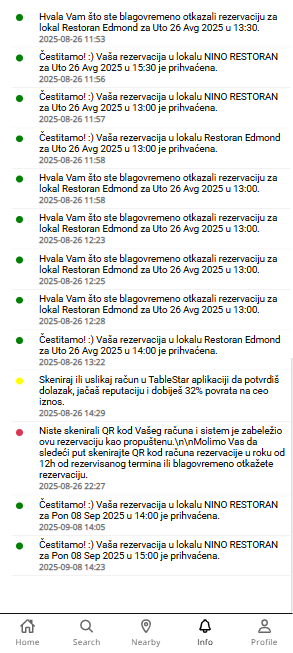 Hvala Vam što ste blagovremeno otkazali rezervaciju za
lokal Restoran Edmond za Uto 26 Avg 2025 u 13:30.
2025-08-26 11:53
Čestitamo! :) Vaša rezervacija u lokalu NINO RESTORAN
za Uto 26 Avg 2025 u 15:30 je prihvaćena.
2025-08-26 11:56
Čestitamo! :) Vaša rezervacija u lokalu NINO RESTORAN
za Uto 26 Avg 2025 u 13:00 je prihvaćena.
2025-08-26 11:57
Čestitamo! :) Vaša rezervacija u lokalu Restoran Edmond
za Uto 26 Avg 2025 u 13:00 je prihvaćena.
2025-08-26 11:58
Hvala Vam što ste blagovremeno otkazali rezervaciju za
lokal Restoran Edmond za Uto 26 Avg 2025 u 13:00.
2025-08-26 11:58
Hvala Vam što ste blagovremeno otkazali rezervaciju za
lokal Restoran Edmond za Uto 26 Avg 2025 u 13:00.
2025-08-26 12:23
Hvala Vam što ste blagovremeno otkazali rezervaciju za
lokal Restoran Edmond za Uto 26 Avg 2025 u 13:00.
2025-08-26 12:25
Hvala Vam što ste blagovremeno otkazali rezervaciju za
lokal Restoran Edmond za Uto 26 Avg 2025 u 13:00.
2025-08-26 12:28
Čestitamo! :) Vaša rezervacija u lokalu Restoran Edmond
za Uto 26 Avg 2025 u 14:00 je prihvaćena.
2025-08-26 13:22
Skeniraj ili uslikaj račun u TableStar aplikaciji da potvrdiš
dolazak, jačaš reputaciju i dobiješ 32% povrata na ceo
iznos.
2025-08-26 14:29
Niste skenirali QR kod Vašeg računa i sistem je zabeležio
ovu rezervaciju kao propuštenu.\n\nMolimo Vas da
sledeći put skenirajte QR kod računa rezervacije u roku od
12h od rezervisanog termina ili blagovremeno otkažete
rezervaciju.
2025-08-26 22:27
Čestitamo! :) Vaša rezervacija u lokalu NINO RESTORAN
za Pon 08 Sep 2025 u 14:00 je prihvaćena.
2025-09-08 14:05
Čestitamo! :) Vaša rezervacija u lokalu NINO RESTORAN
za Pon 08 Sep 2025 u 15:00 je prihvaćena.
2025-09-08 14:23
Home Search Nearby Info Profile